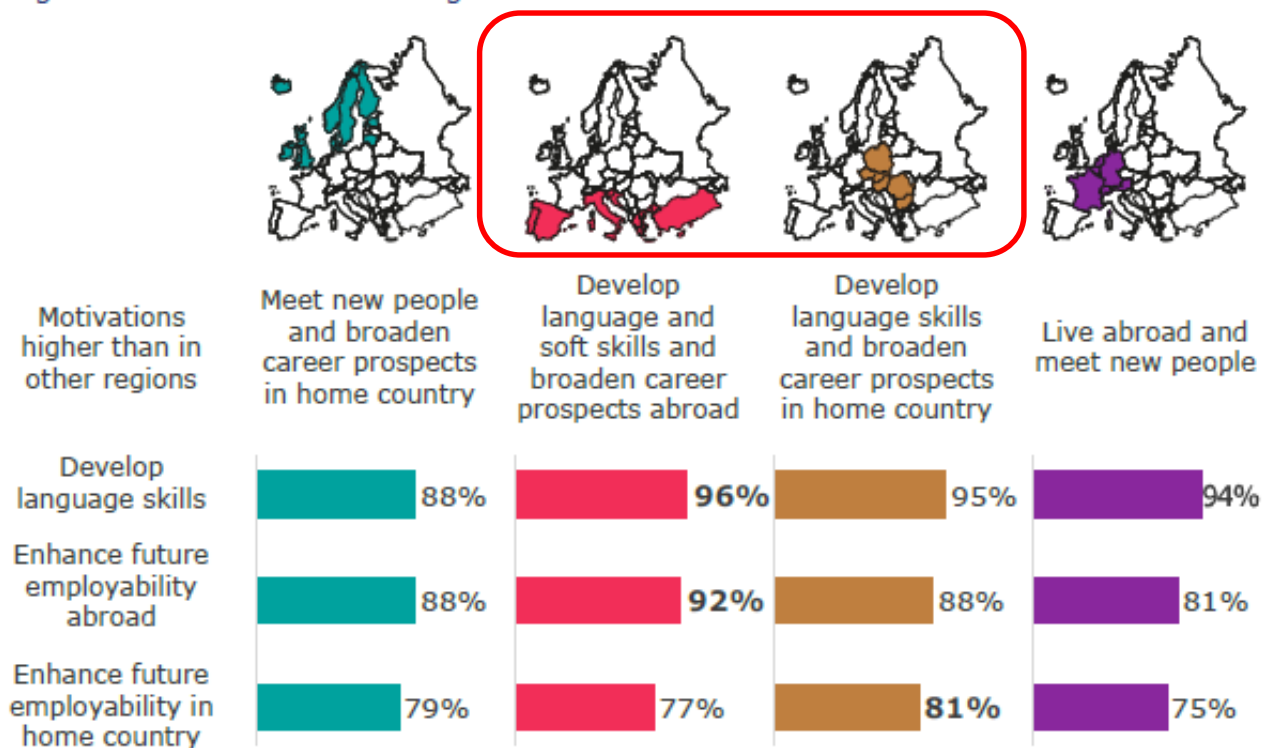 Motivations
higher than in
other regions
Meet new people
and broaden
career prospects
in home country
Develop
language and
soft skills and
broaden career
prospects abroad
Develop
language skills
and broaden
career prospects
in home country
Live abroad and
meet new people
Develop
language skills
88%
96%
95%
94%
Enhance future
employability
abroad
88%
92%
88%
81%
Enhance future
employability in
home country
79%
77%
81%
75%